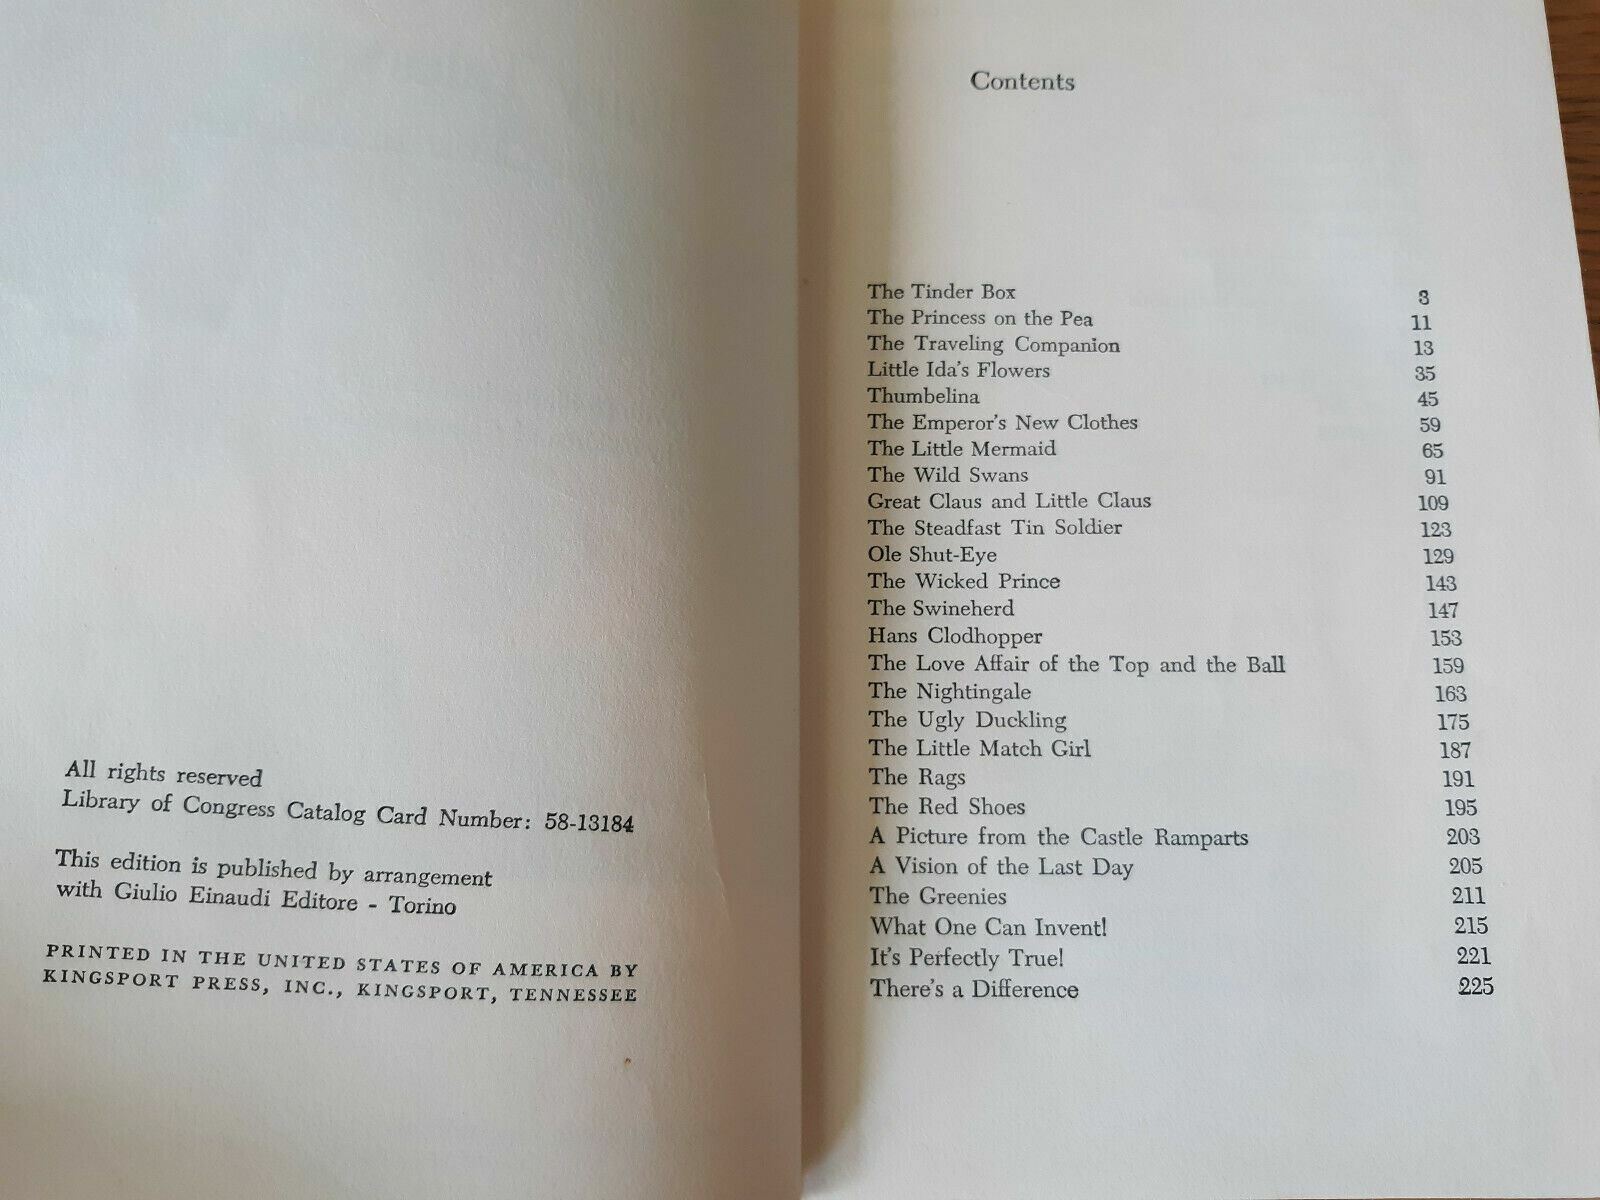 All rights reserved
Library of Congress Catalog Card Number: 58-13184
This edition is published by arrangement
with Giulio Einaudi Editore - Torino
PRINTED IN THE UNITED STATES OF AMERICA BY
KINGSPORT PRESS, INC., KINGSPORT, TENNESSEE
Contents
The Tinder Box 3
The Princess on the Pea 11
The Traveling Companion 13
Little Ida's Flowers 35
Thumbelina 45
The Emperor's New Clothes 59
The Little Mermaid 65
The Wild Swans 91
Great Claus and Little Claus 109
The Steadfast Tin Soldier 123
Ole Shut-Eye 129
The Wicked Prince 143
The Swineherd 147
Hans Clodhopper 153
The Love Affair of the Top and the Ball 159
The Nightingale 163
The Ugly Duckling 175
The Little Match Girl 187
The Rags 191
The Red Shoes 195
A Picture from the Castle Ramparts 203
A Vision of the Last Day 205
The Greenies 211
What One Can Invent! 215
It's Perfectly True! 221
There's a Difference 225